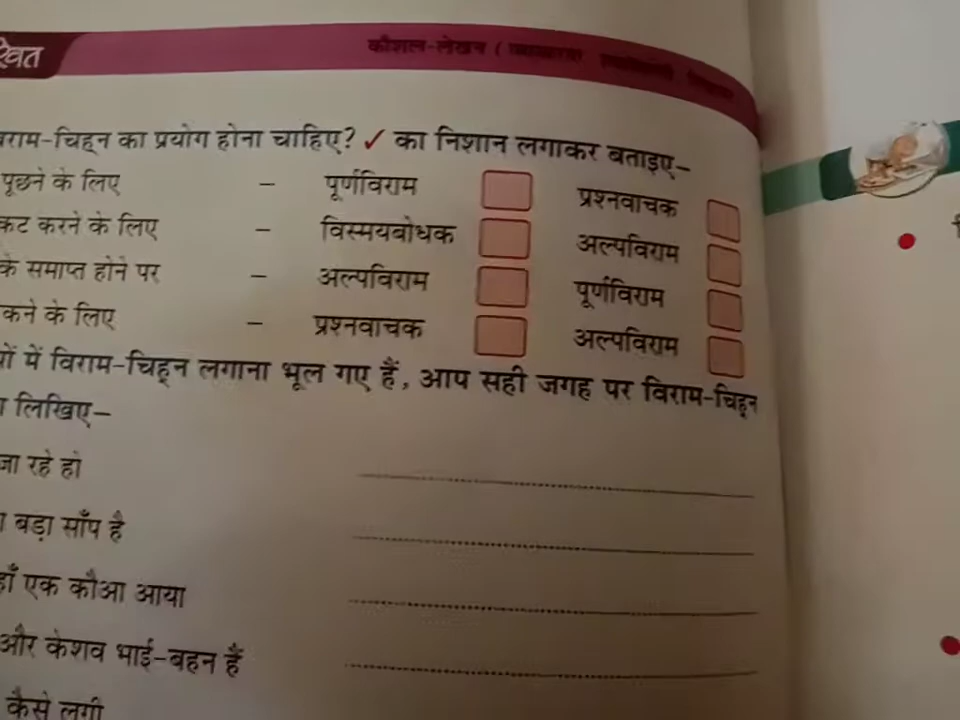 कौशल-लेखन (
विराम-चिह्न का प्रयोग होना चाहिए? ✓ का निशान लगाकर बताइए-
पूछने के लिए - पूर्णविराम प्रश्नवाचक
कट करने के लिए - विस्मयबोधक अल्पविराम
के समाप्त होने पर - अल्पविराम पूर्णविराम
कने के लिए - प्रश्नवाचक अल्पविराम
में विराम-चिह्न लगाना भूल गए हैं, आप सही जगह पर विराम-चिह्न
लिखिए-
जा रहे हो
बड़ा साँप है
हाँ एक कौआ आया
और केशव भाई-बहन हैं
कैसे लगी